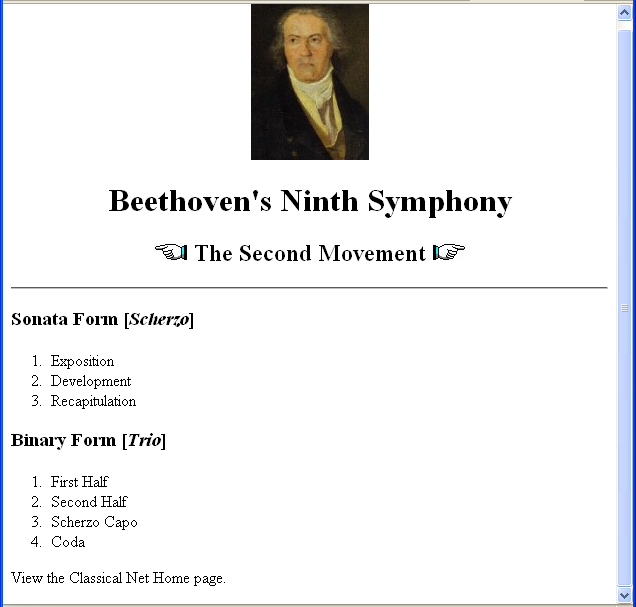 Beethoven's Ninth Symphony
The Second Movement
Sonata Form [Scherzo]
1. Exposition
2. Development
3. Recapitulation
Binary Form [Trio]
1. First Half
2. Second Half
3. Scherzo Capo
4. Coda
View the Classical Net Home page.